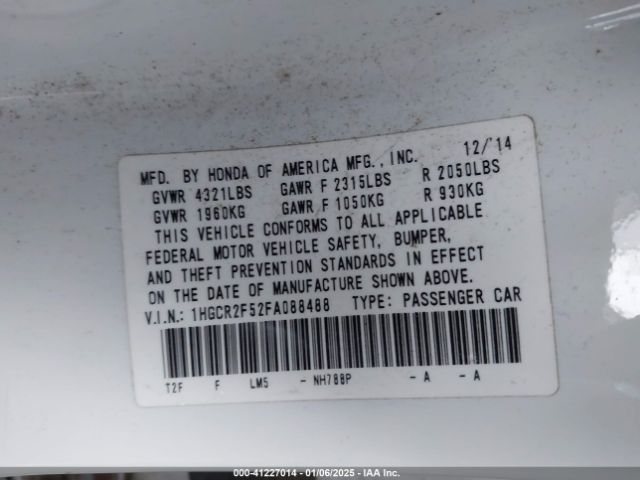 MFD. BY HONDA OF AMERICA MFG., INC. 12/'14
GVWR 4321LBS GAWR F 2315LBS R 2050LBS
GVWR 1960KG GAWR F 1050KG R 930KG
THIS VEHICLE CONFORMS TO ALL APPLICABLE
FEDERAL MOTOR VEHICLE SAFETY, BUMPER,
AND THEFT PREVENTION STANDARDS IN EFFECT
ON THE DATE OF MANUFACTURE SHOWN ABOVE.
V.I.N.: 1HGCR2F52FA088488 TYPE: PASSENGER CAR
T2F F LM5 - NH788P - A - A
000-41227014 - 01/06/2025 - IAA Inc.